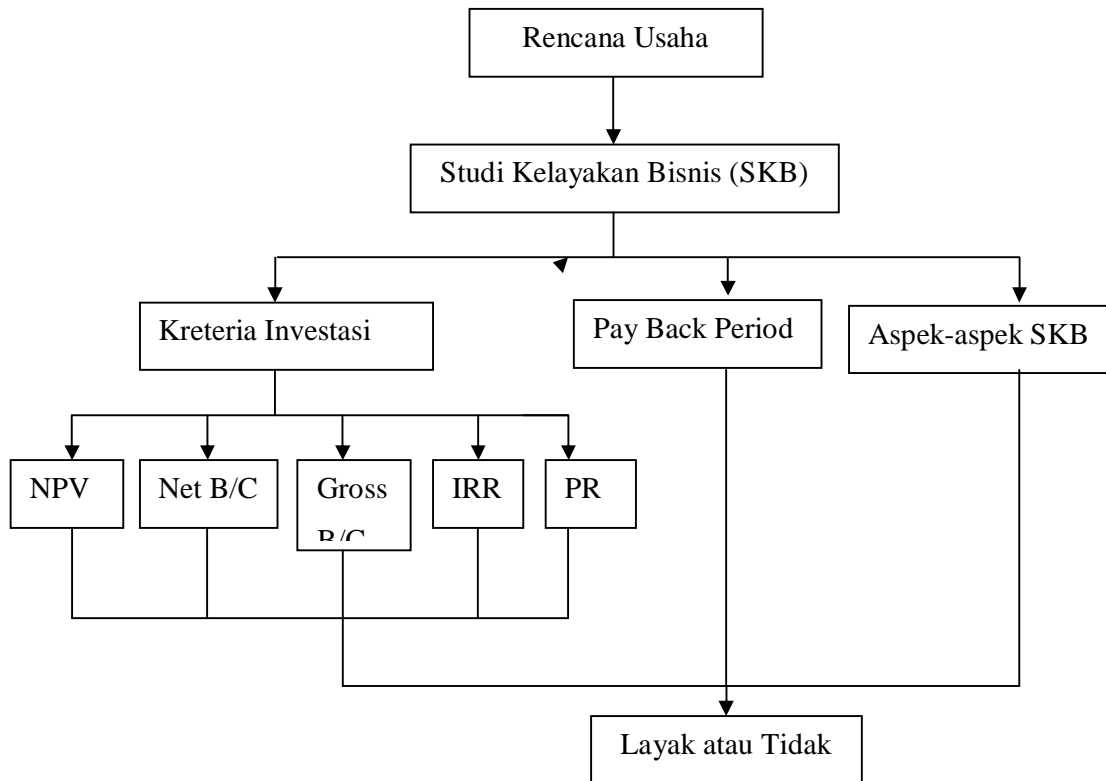 Rencana Usaha
Studi Kelayakan Bisnis (SKB)
Kreteria Investasi
Pay Back Period
Aspek-aspek SKB
NPV
Net B/C
Gross
B/C
IRR
PR
Layak atau Tidak